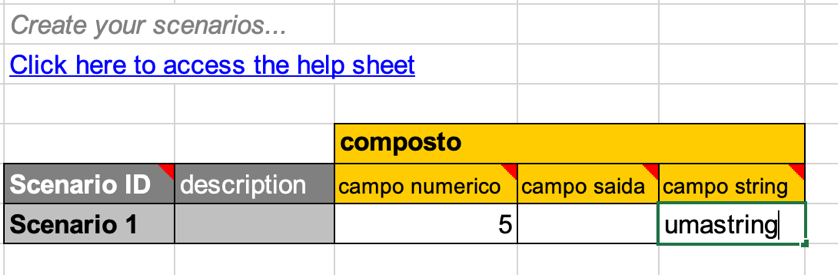 Create your scenarios...
Click here to access the help sheet
composto
Scenario ID description campo numerico campo saida campo string
Scenario 1 5 umastring